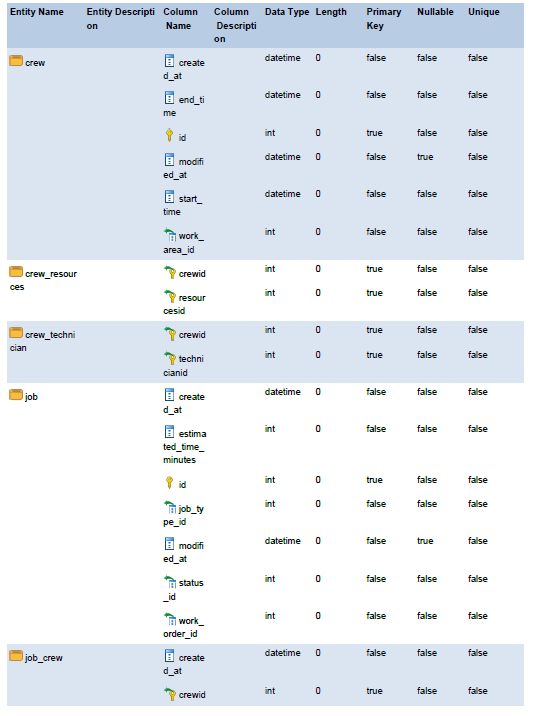 Entity Name Entity Descripti Column Column Data Type Length Primary Nullable Unique
on Name Descripti Key
on
crew created_at datetime 0 false false false
end_time datetime 0 false false false
id int 0 true false false
modified_at datetime 0 false true false
start_time datetime 0 false false false
work_area_id int 0 false false false
crew_resources crewid int 0 true false false
resourcesid int 0 true false false
crew_technician crewid int 0 true false false
technicianid int 0 true false false
job created_at datetime 0 false false false
estimated_time_minutes int 0 false false false
id int 0 true false false
job_type_id int 0 false false false
modified_at datetime 0 false true false
status_id int 0 false false false
work_order_id int 0 false false false
job_crew created_at datetime 0 false false false
crewid int 0 true false false